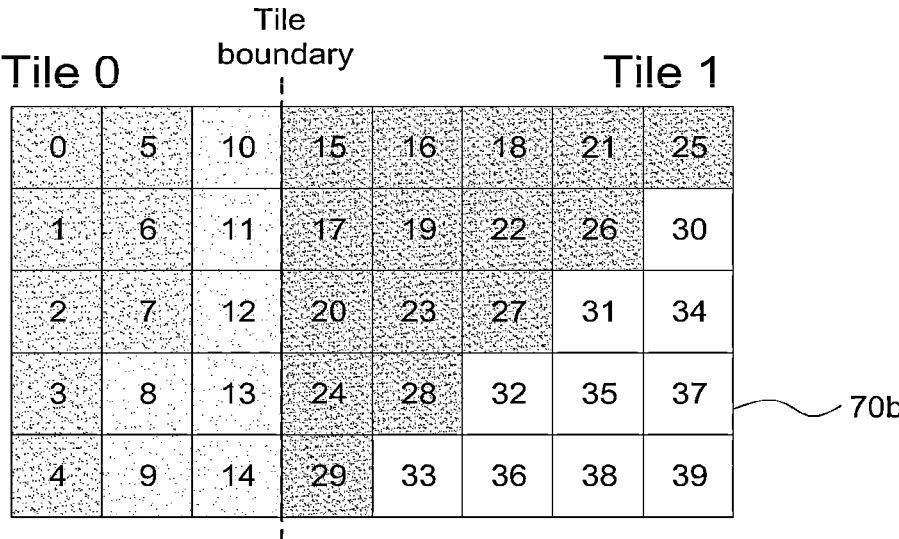 Tile
boundary
Tile 0
Tile 1
0 5 10 15 16 18 21 25
1 6 11 17 19 22 26 30
2 7 12 20 23 27 31 34
3 8 13 24 28 32 35 37
70b
4 9 14 29 33 36 38 39